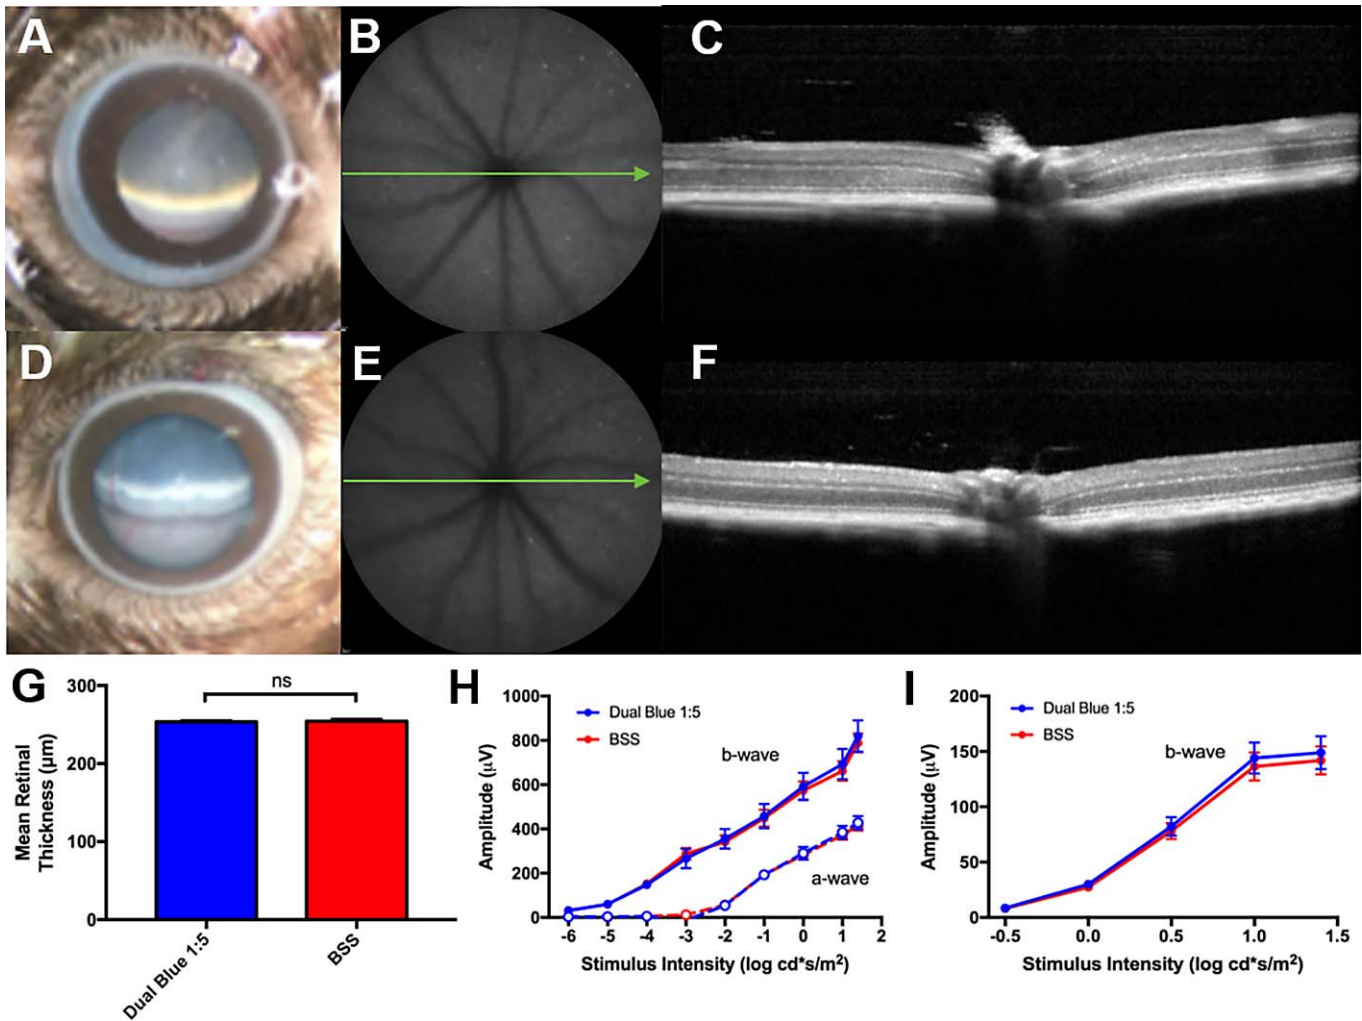 A
B
C
D
E
F
G
300
200
100
0
Mean Retinal
Thickness (µm)
ns
Dual Blue 1:5
BSS
H
1000
800
600
400
200
0
Amplitude (µV)
Dual Blue 1:5
BSS
b-wave
a-wave
-6 -5 -4 -3 -2 -1 0 1 2
Stimulus Intensity (log cd*s/m²)
I
200
150
100
50
0
Amplitude (µV)
Dual Blue 1:5
BSS
b-wave
-0.5 0.0 0.5 1.0 1.5
Stimulus Intensity (log cd*s/m²)